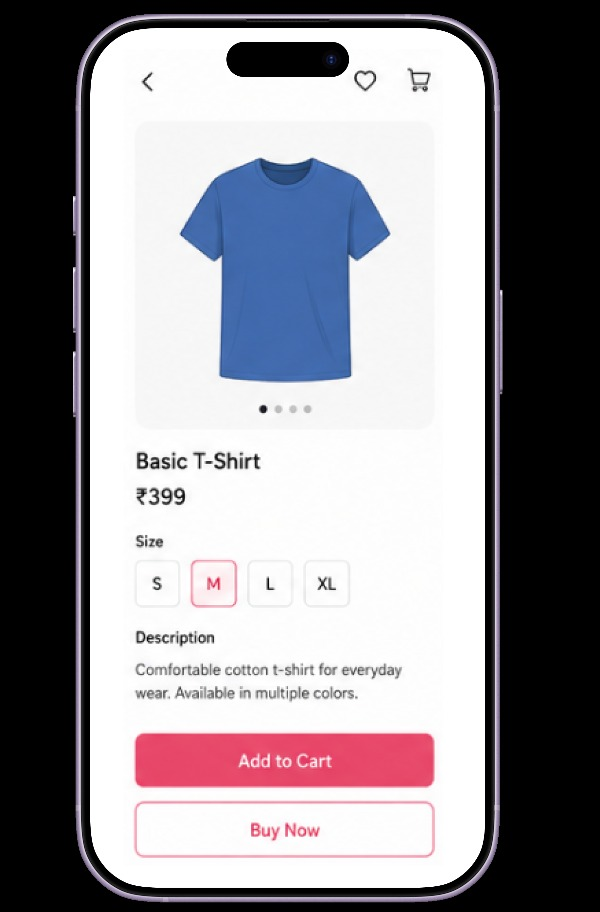 Basic T-Shirt
₹399
Size
S M L XL
Description
Comfortable cotton t-shirt for everyday
wear. Available in multiple colors.
Add to Cart
Buy Now